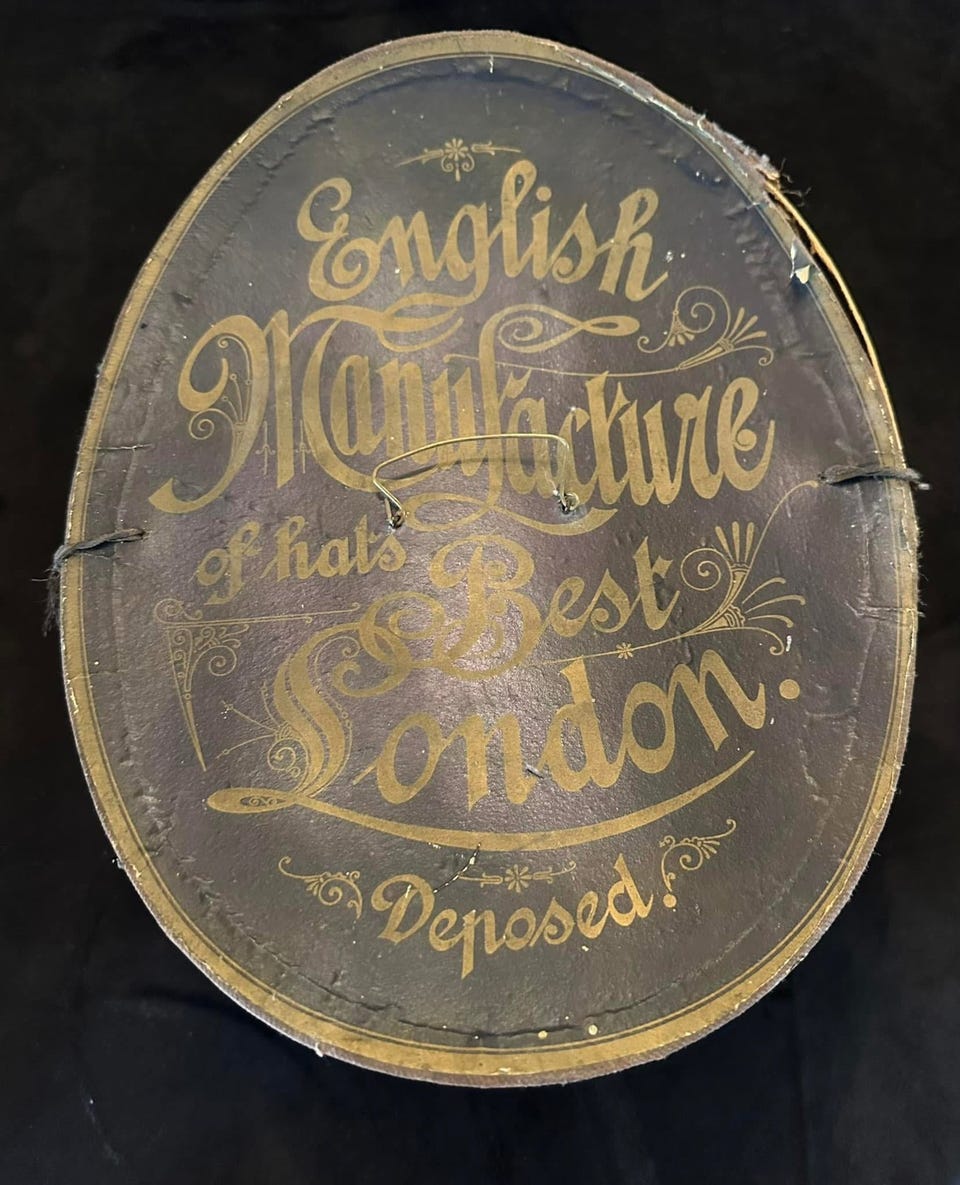 English
Manufacture
of hats Best
London.
Deposed!